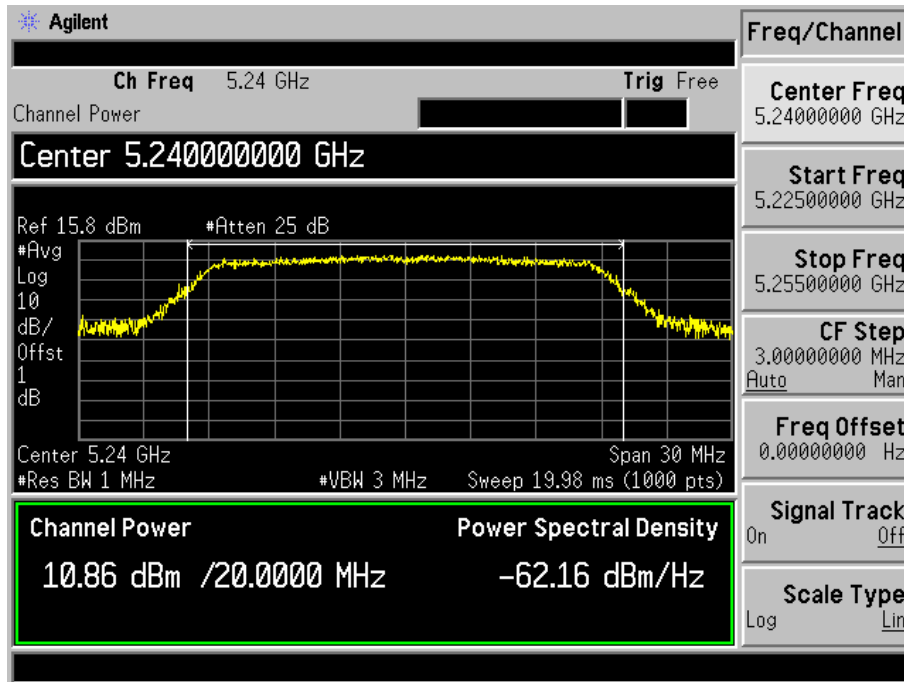 Agilent
Freq/Channel
Ch Freq 5.24 GHz Trig Free
Channel Power
Center 5.240000000 GHz
Ref 15.8 dBm #Atten 25 dB
#Avg
Log
10
dB/
Offst
1
dB
Center 5.24 GHz Span 30 MHz
#Res BW 1 MHz #VBW 3 MHz Sweep 19.98 ms (1000 pts)
Channel Power Power Spectral Density
10.86 dBm /20.0000 MHz -62.16 dBm/Hz
Center Freq
5.24000000 GHz
Start Freq
5.22500000 GHz
Stop Freq
5.25500000 GHz
CF Step
3.00000000 MHz
Auto Man
Freq Offset
0.00000000 Hz
Signal Track
On Off
Scale Type
Log Lin